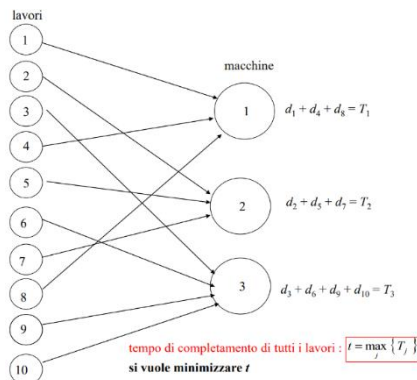 lavori
1
2
3
4
5
6
7
8
9
10
macchine
1
d₁ + d₄ + d₈ = T₁
2
d₂ + d₅ + d₇ = T₂
3
d₃ + d₆ + d₉ + d₁₀ = T₃
tempo di completamento di tutti i lavori : t = max {T_j}
j
si vuole minimizzare t